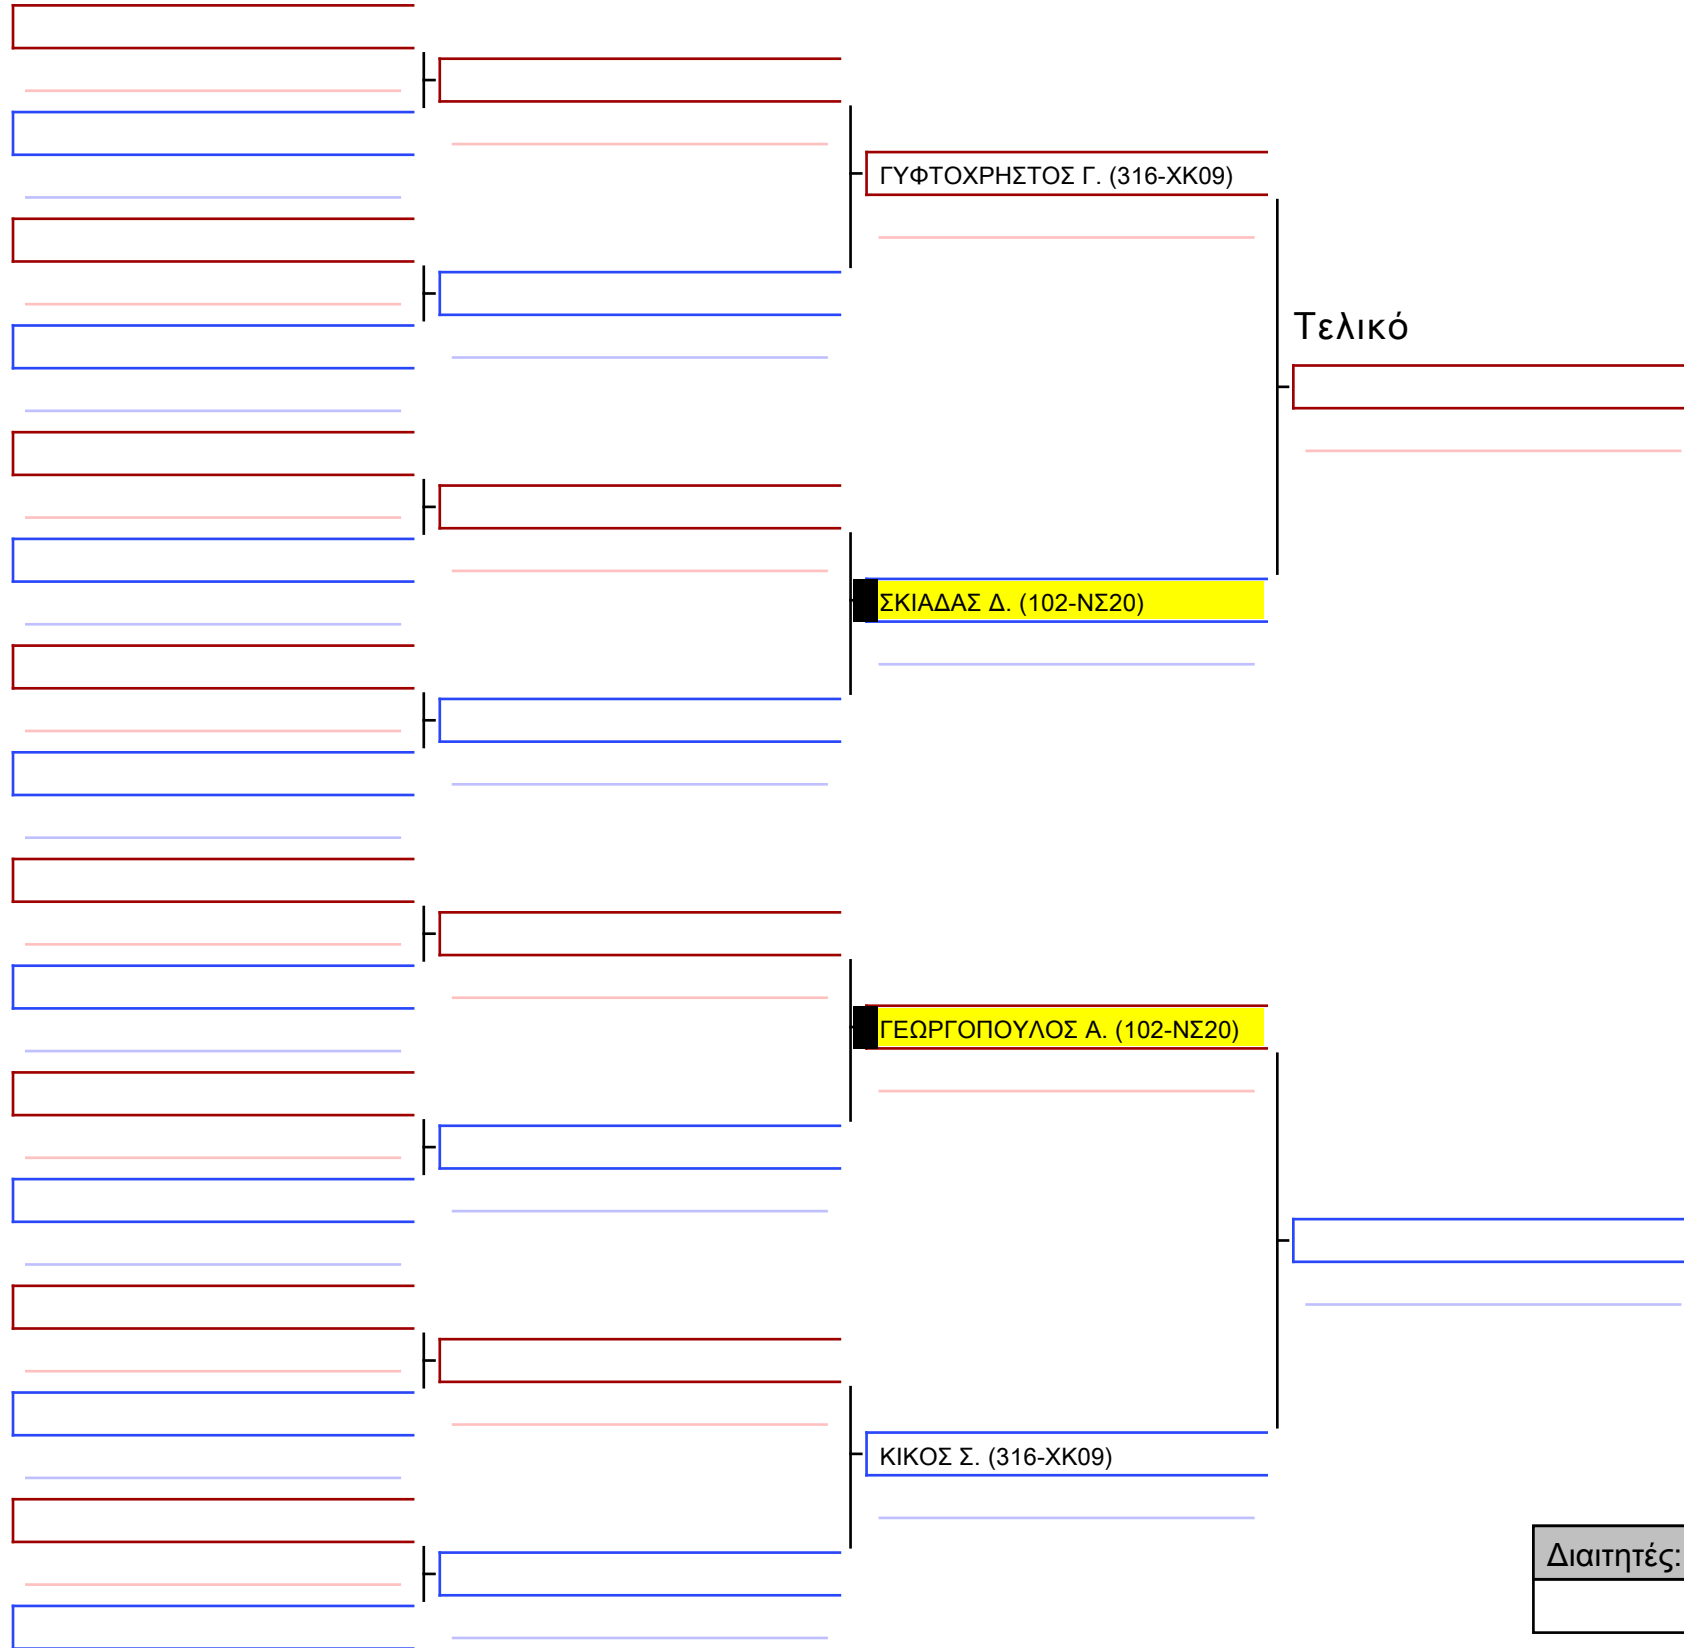 ΓΥΦΤΟΧΡΗΣΤΟΣ Γ. (316-ΧΚ09)
Τελικό
ΣΚΙΑΔΑΣ Δ. (102-ΝΣ20)
ΓΕΩΡΓΟΠΟΥΛΟΣ Α. (102-ΝΣ20)
ΚΙΚΟΣ Σ. (316-ΧΚ09)
Διαιτητές: